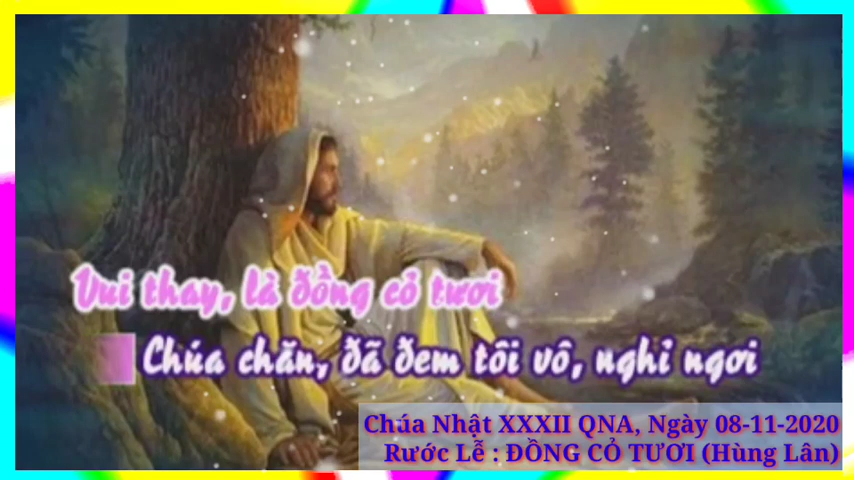 Vui thay, là đồng cỏ tươi
Chúa chăn, đã đem tôi vô, nghỉ ngơi
Chúa Nhật XXXII QNA, Ngày 08-11-2020
Rước Lễ : ĐỒNG CỎ TƯƠI (Hùng Lân)